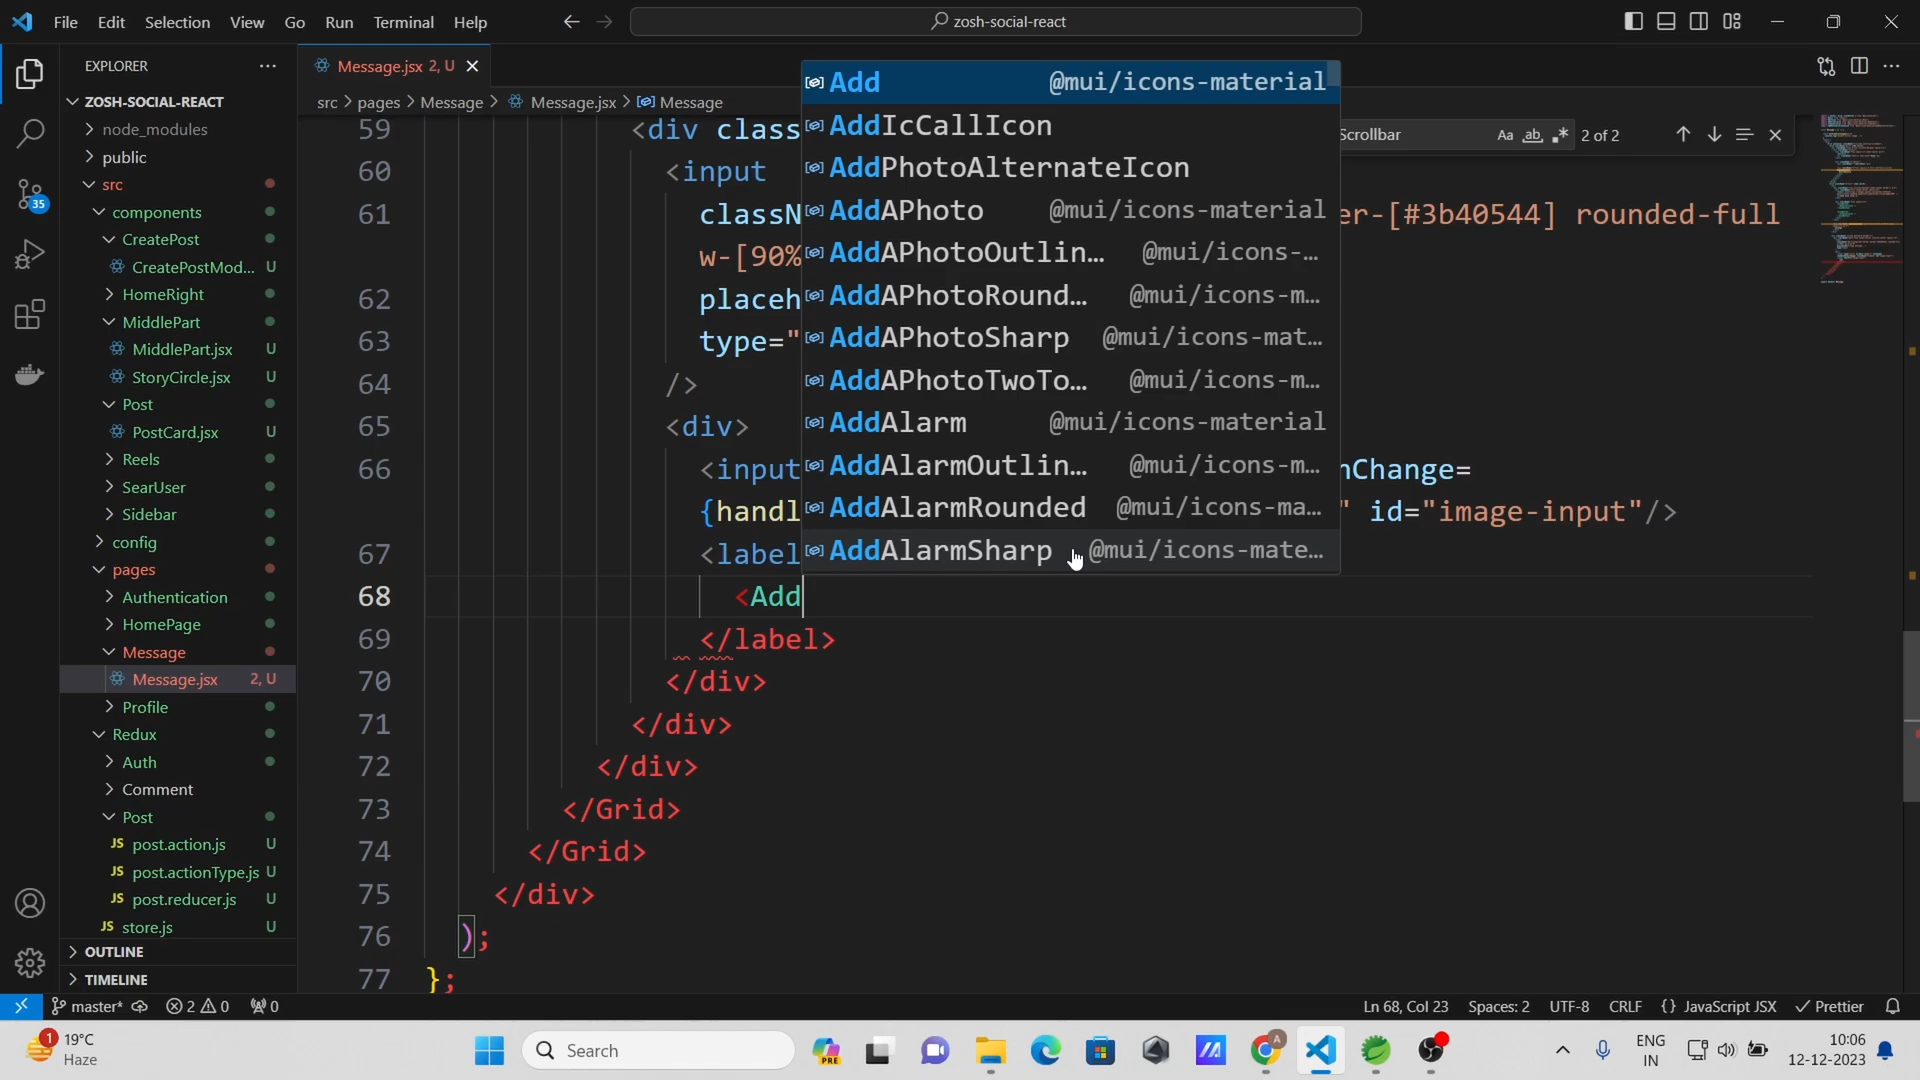 File Edit Selection View Go Run Terminal Help
zosh-social-react
EXPLORER
Message.jsx 2, U
ZOSH-SOCIAL-REACT
src > pages > Message > Message.jsx > Message
node_modules
public
src
components
CreatePost
CreatePostMod... U
HomeRight
MiddlePart
MiddlePart.jsx U
StoryCircle.jsx U
Post
PostCard.jsx U
Reels
SearUser
Sidebar
config
pages
Authentication
HomePage
Message
Message.jsx 2, U
Profile
Redux
Auth
Comment
Post
post.action.js U
post.actionType.js U
post.reducer.js U
store.js U
OUTLINE
TIMELINE
35
Scrollbar Aa ab 2 of 2
59 <div class
60 <input
61 classN er-[#3b40544] rounded-full
w-[90%
62 placeh
63 type="
64 />
65 <div>
66 <input nChange=
{handl " id="image-input"/>
67 <label
68 <Add
69 </label>
70 </div>
71 </div>
72 </div>
73 </Grid>
74 </Grid>
75 </div>
76 );
77 };
Add @mui/icons-material
AddIcCallIcon
AddPhotoAlternateIcon
AddAPhoto @mui/icons-material
AddAPhotoOutlin... @mui/icons-...
AddAPhotoRound... @mui/icons-m...
AddAPhotoSharp @mui/icons-mat...
AddAPhotoTwoTo... @mui/icons-m...
AddAlarm @mui/icons-material
AddAlarmOutlin... @mui/icons-m...
AddAlarmRounded @mui/icons-ma...
AddAlarmSharp @mui/icons-mate...
master* 2 0 0
Ln 68, Col 23 Spaces: 2 UTF-8 CRLF {} JavaScript JSX Prettier
1
19°C
Haze
Search
PRE
A
ENG
IN
10:06
12-12-2023